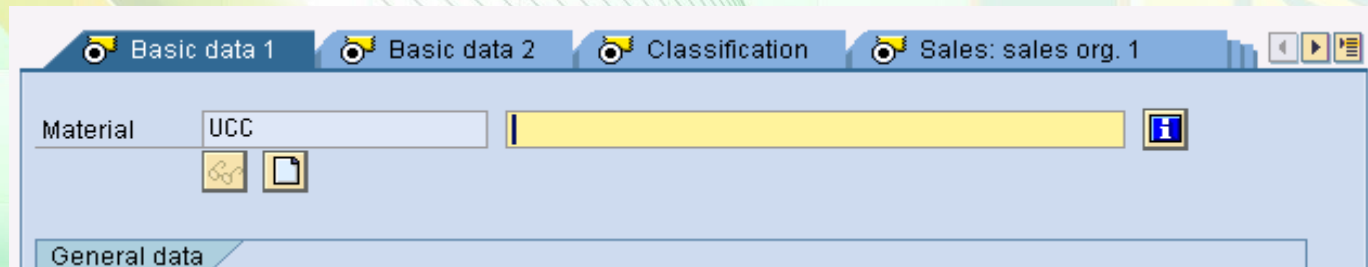 Basic data 1 Basic data 2 Classification Sales: sales org. 1
Material UCC
General data